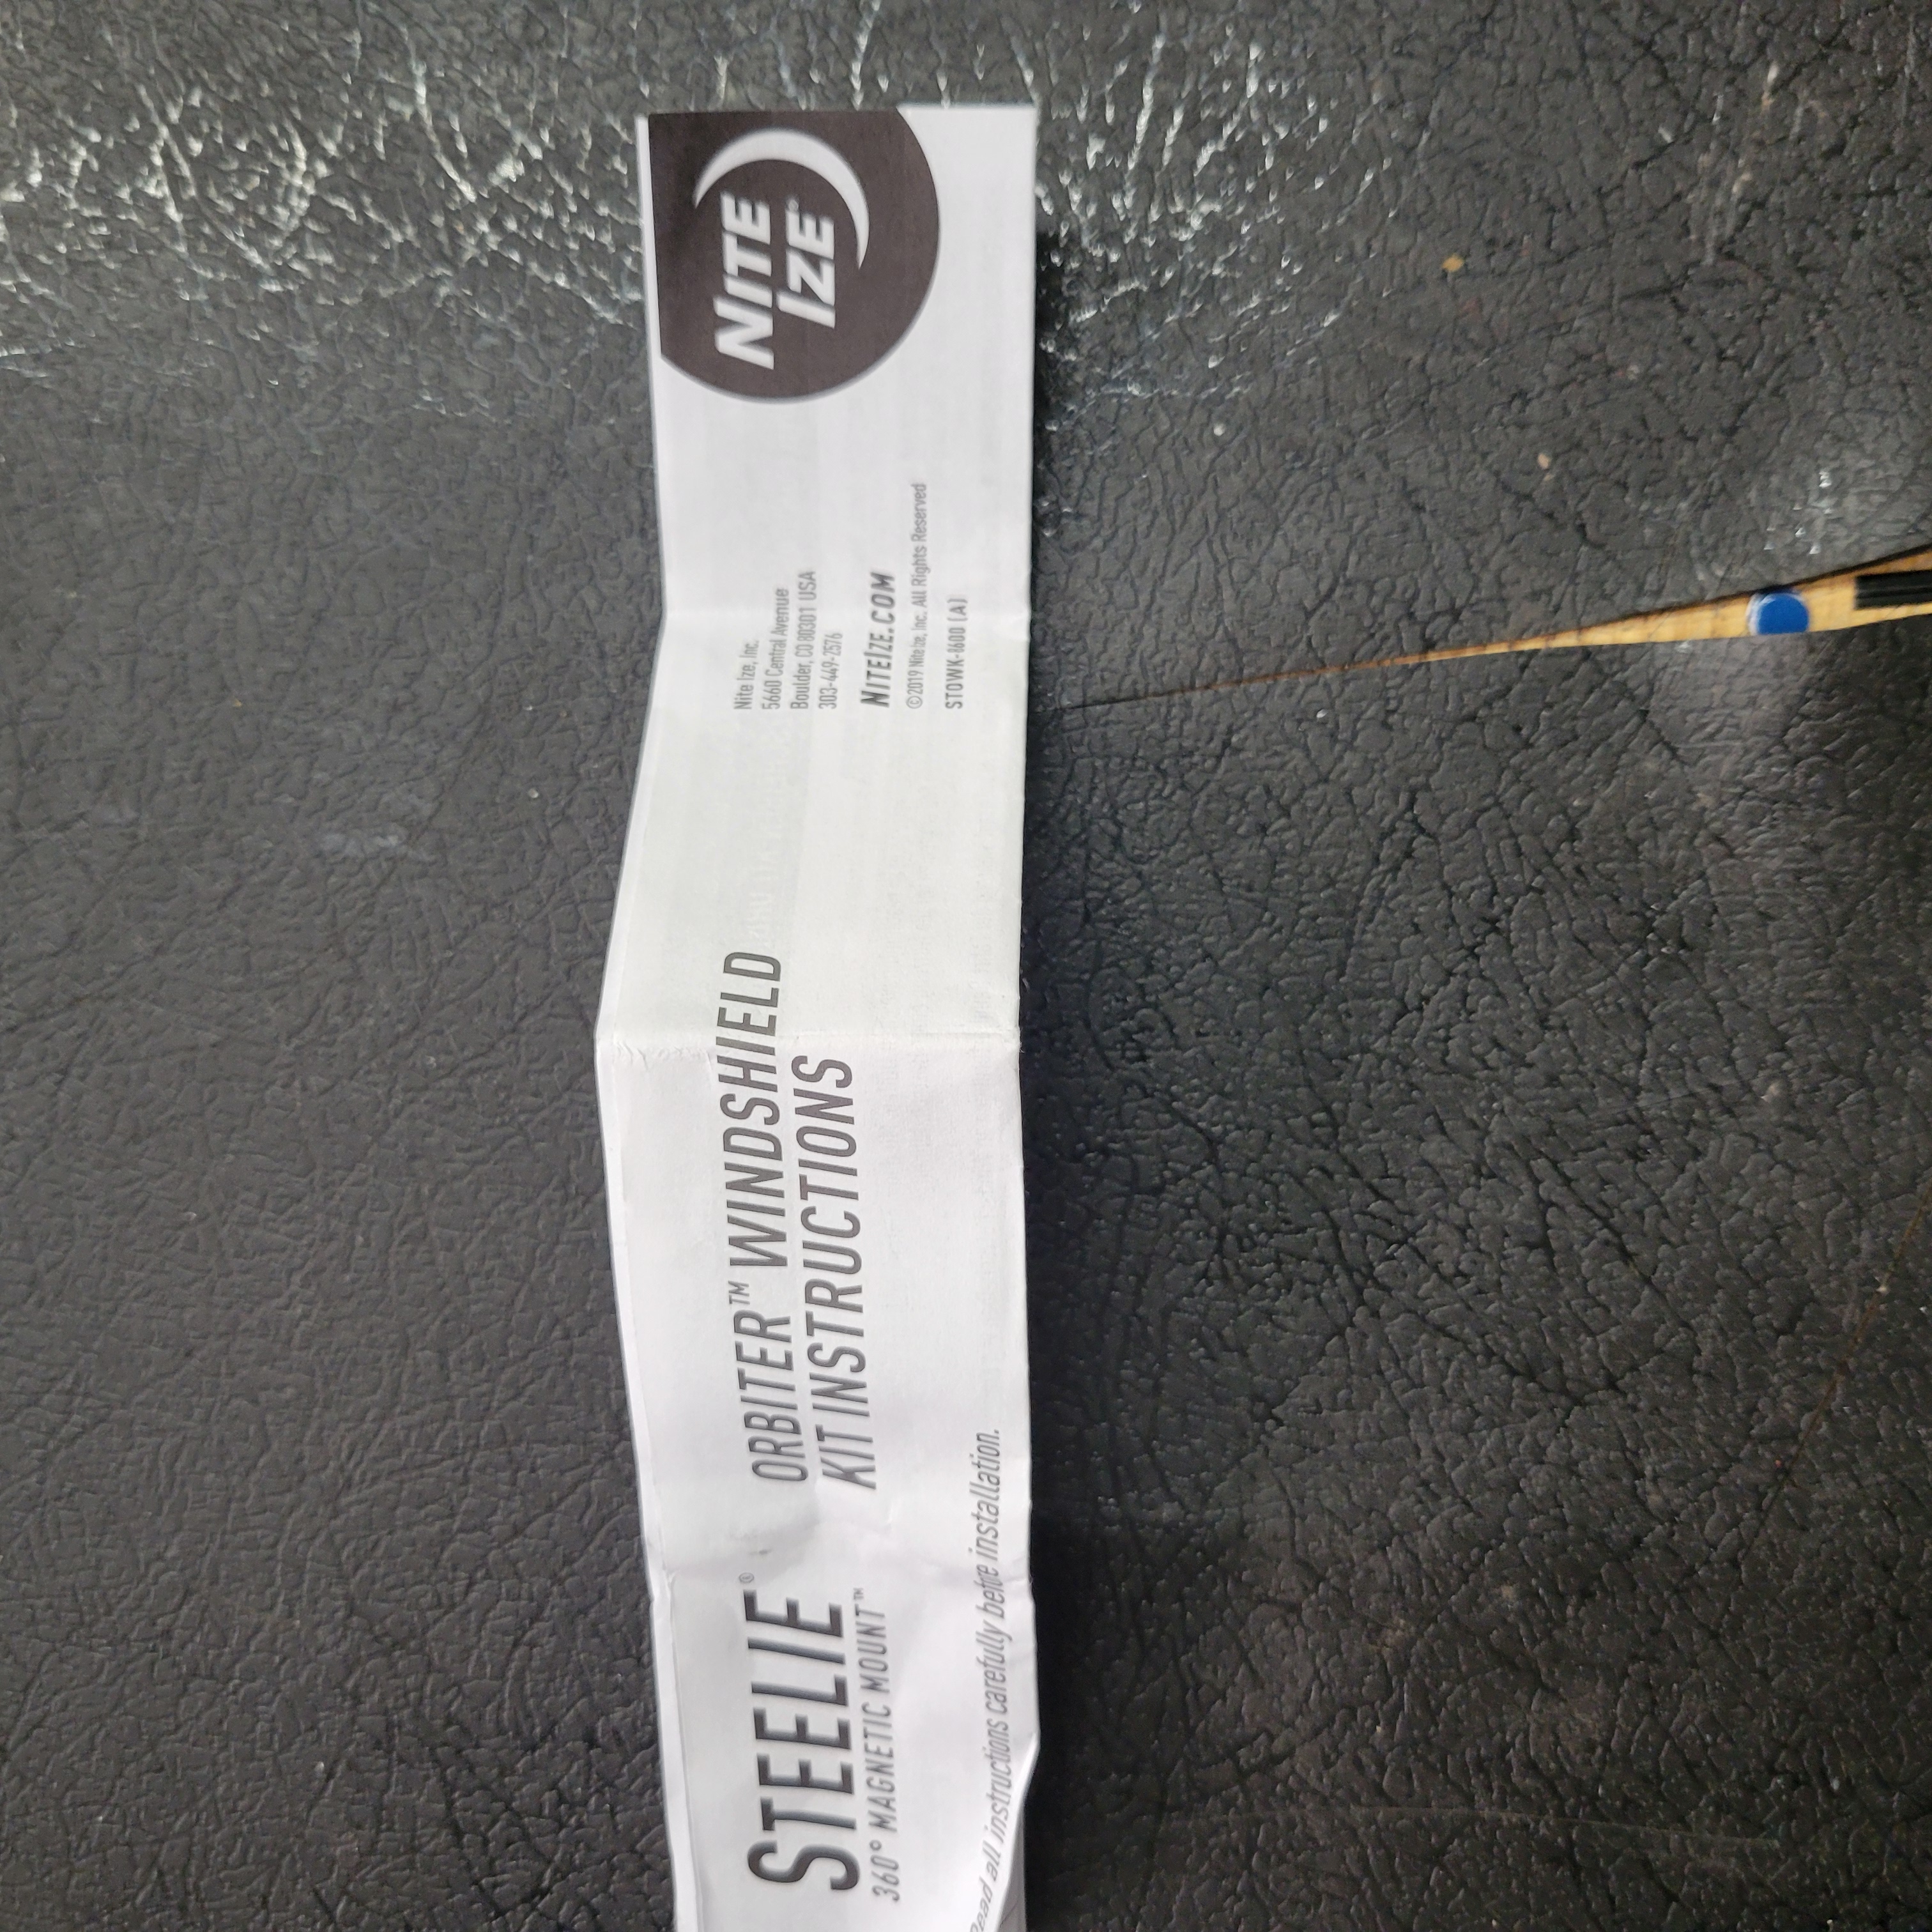 STEELIE®
360° MAGNETIC MOUNT™
ORBITER™ WINDSHIELD
KIT INSTRUCTIONS
Read all instructions carefully before installation.
Nite Ize, Inc.
5660 Central Avenue
Boulder, CO 80301 USA
303-449-2576
NITEIZE.COM
©2019 Nite Ize, Inc. All Rights Reserved
STOWK-1600 (A)
NITE
IZE®